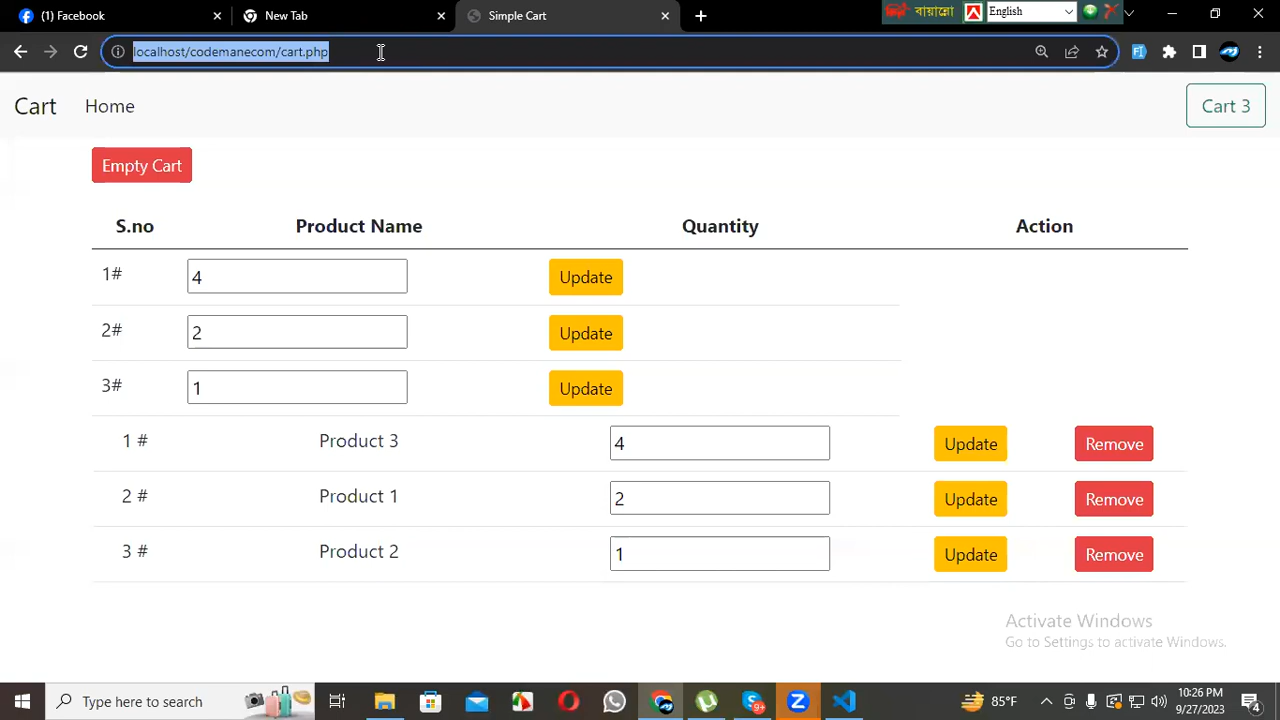 (1) Facebook
New Tab
Simple Ca
বায়ান্নো
English
localhost/codemanecom/cart.php
Cart Home Cart 3
Empty Cart
S.no Product Name Quantity Action
1# 4 Update
2# 2 Update
3# 1 Update
1 # Product 3 4 Update Remove
2 # Product 1 2 Update Remove
3 # Product 2 1 Update Remove
Activate Windows
Go to Settings to activate Windows.
Type here to search
9+
85°F
10:26 PM
9/27/2023
4